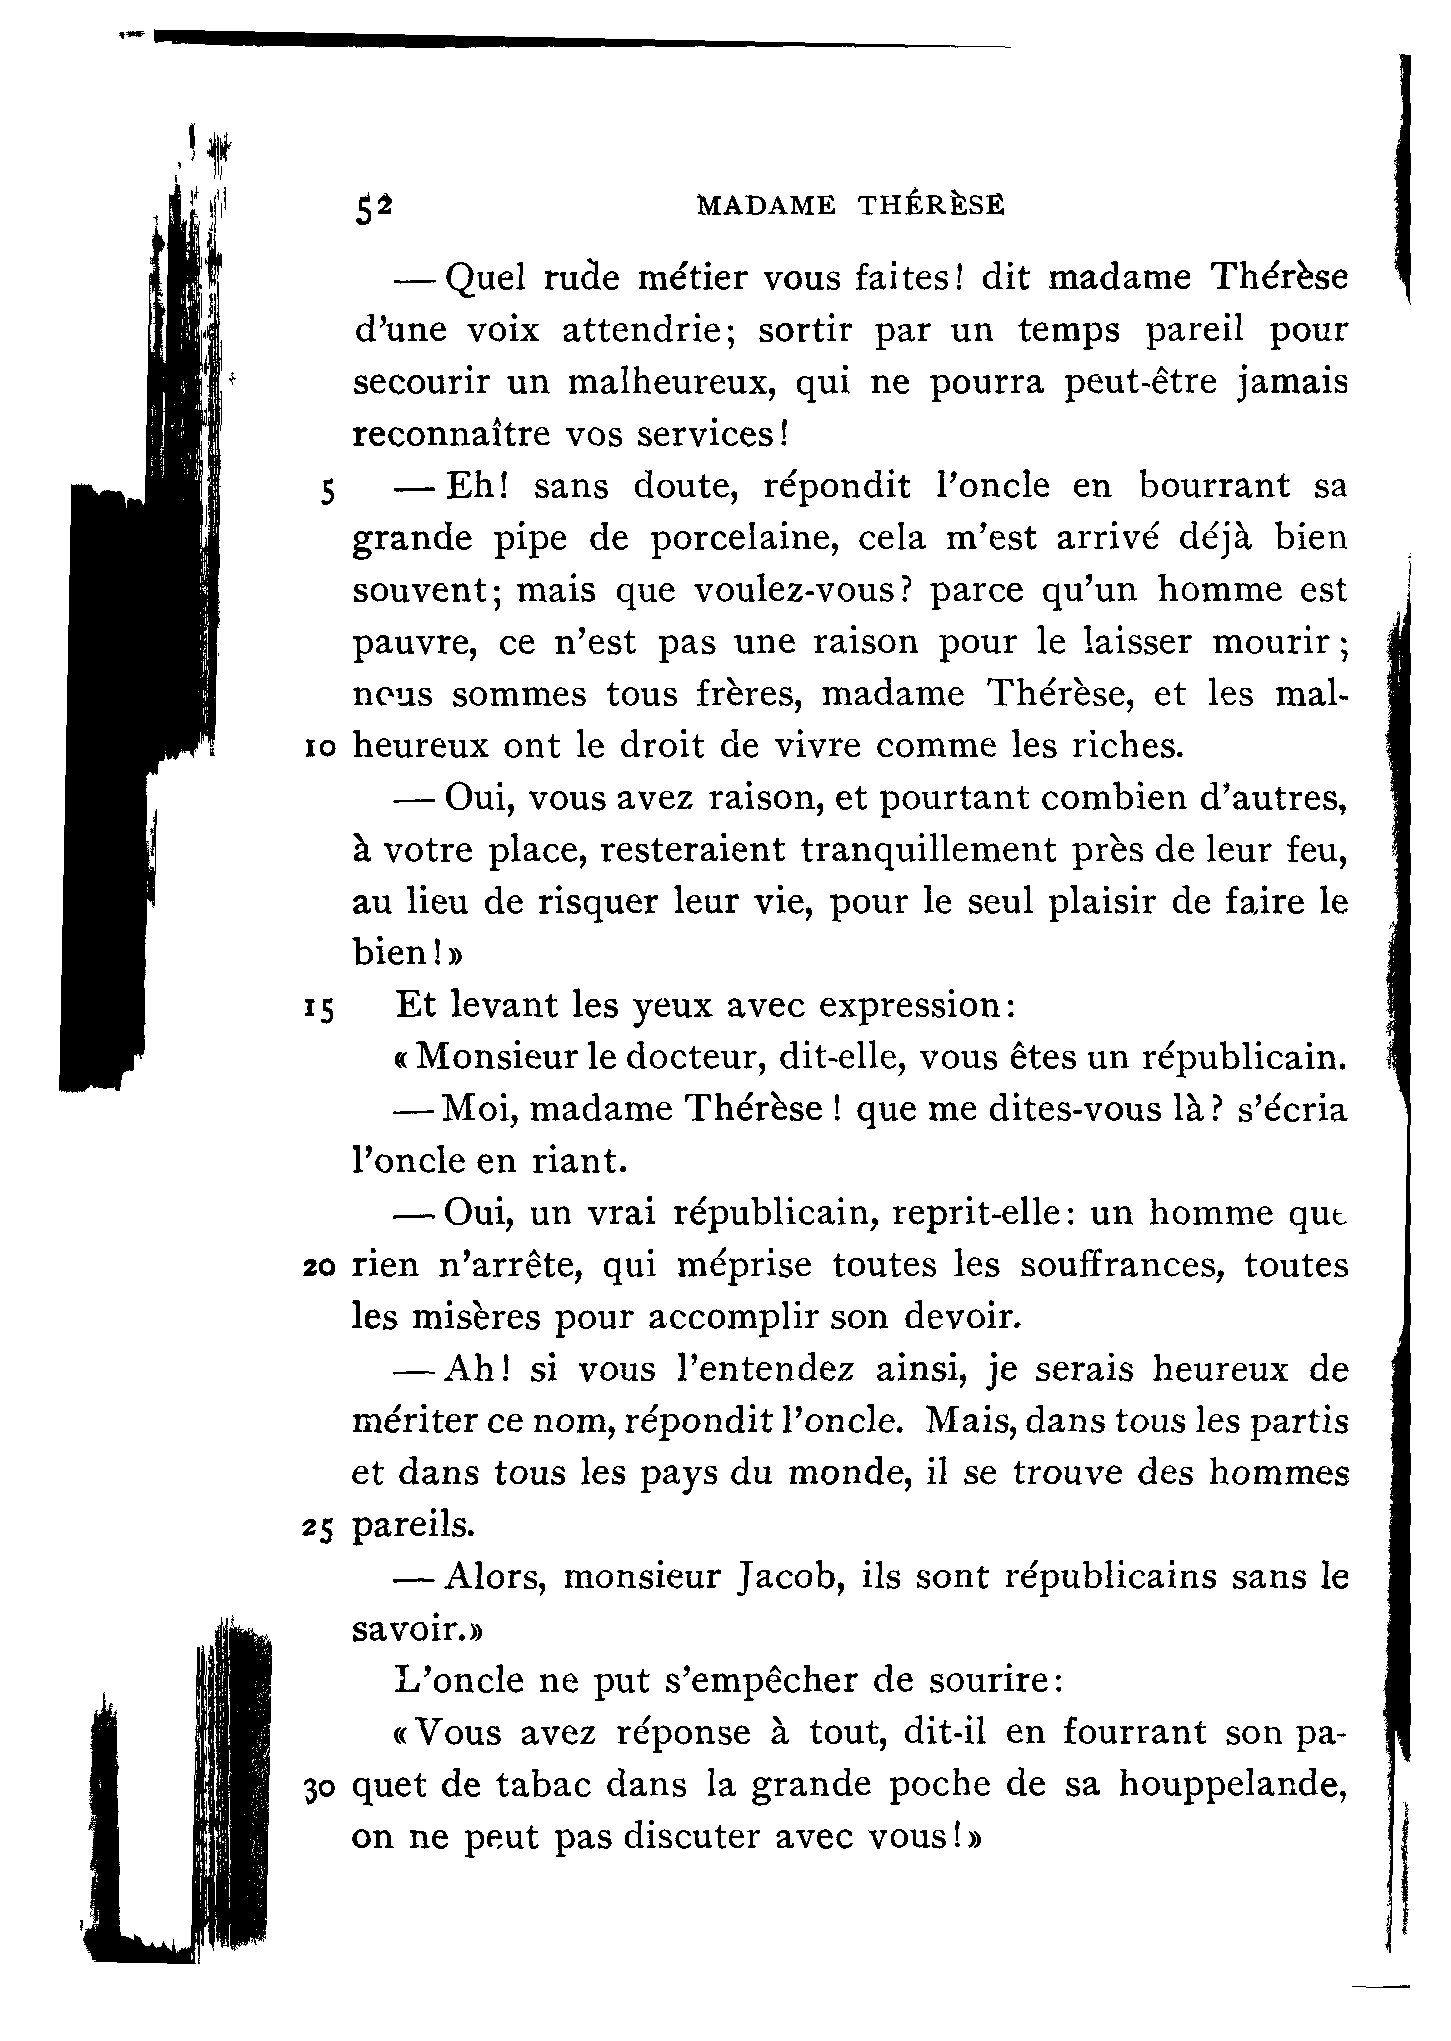 52 MADAME THÉRÈSE
— Quel rude métier vous faites! dit madame Thérèse
d'une voix attendrie; sortir par un temps pareil pour
secourir un malheureux, qui ne pourra peut-être jamais
reconnaître vos services!
5 — Eh! sans doute, répondit l'oncle en bourrant sa
grande pipe de porcelaine, cela m'est arrivé déjà bien
souvent; mais que voulez-vous? parce qu'un homme est
pauvre, ce n'est pas une raison pour le laisser mourir;
nous sommes tous frères, madame Thérèse, et les mal-
10 heureux ont le droit de vivre comme les riches.
— Oui, vous avez raison, et pourtant combien d'autres,
à votre place, resteraient tranquillement près de leur feu,
au lieu de risquer leur vie, pour le seul plaisir de faire le
bien!»
15 Et levant les yeux avec expression:
« Monsieur le docteur, dit-elle, vous êtes un républicain.
— Moi, madame Thérèse ! que me dites-vous là? s'écria
l'oncle en riant.
— Oui, un vrai républicain, reprit-elle: un homme que
20 rien n'arrête, qui méprise toutes les souffrances, toutes
les misères pour accomplir son devoir.
— Ah! si vous l'entendez ainsi, je serais heureux de
mériter ce nom, répondit l'oncle. Mais, dans tous les partis
et dans tous les pays du monde, il se trouve des hommes
25 pareils.
— Alors, monsieur Jacob, ils sont républicains sans le
savoir.»
L'oncle ne put s'empêcher de sourire:
« Vous avez réponse à tout, dit-il en fourrant son pa-
30 quet de tabac dans la grande poche de sa houppelande,
on ne peut pas discuter avec vous!»